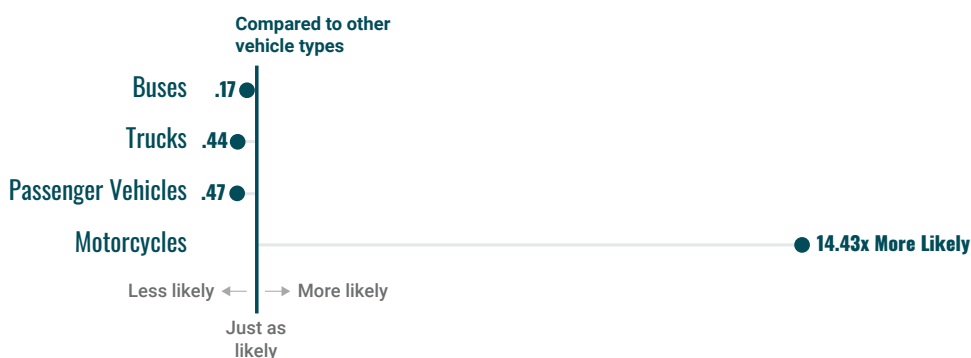 Compared to other
vehicle types
Buses .17
Trucks .44
Passenger Vehicles .47
Motorcycles 14.43x More Likely
Less likely More likely
Just as
likely